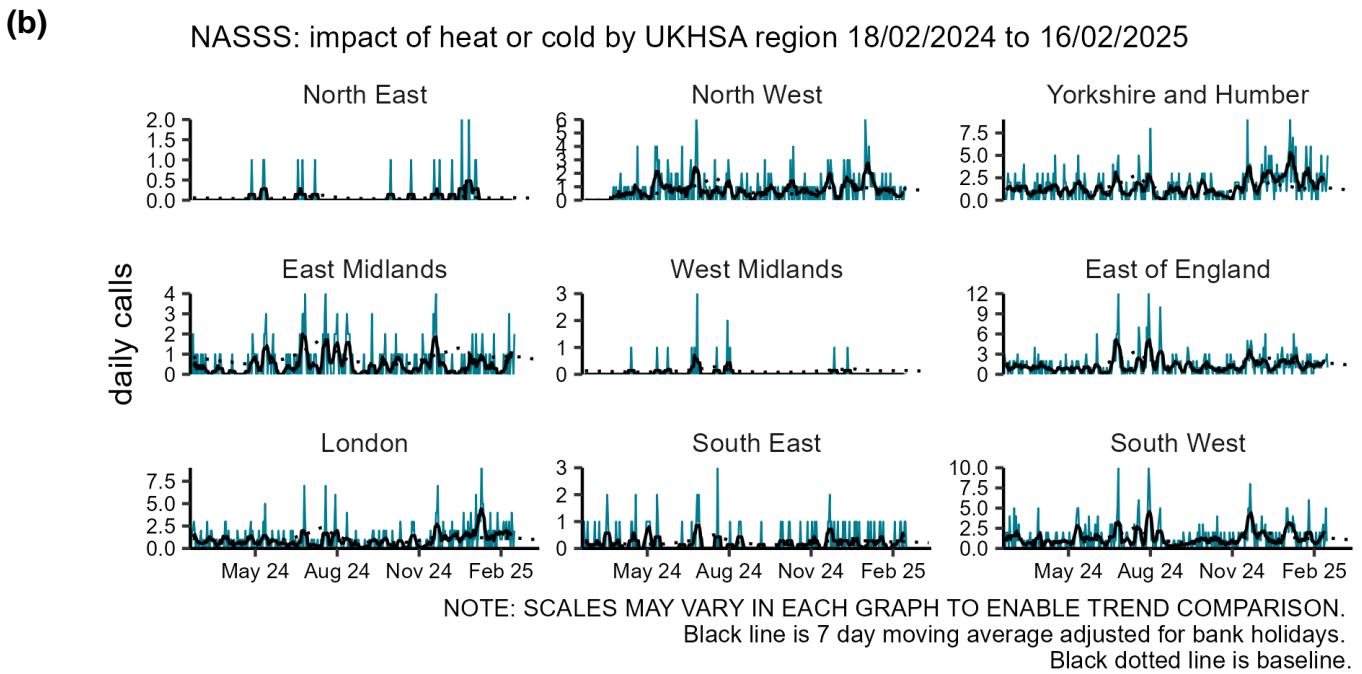 (b)
NASSS: impact of heat or cold by UKHSA region 18/02/2024 to 16/02/2025
North East
North West
Yorkshire and Humber
2.0
1.5
1.0
0.5
0.0
6
5
4
3
2
1
0
7.5
5.0
2.5
0.0
daily calls
East Midlands
West Midlands
East of England
4
3
2
1
0
3
2
1
0
12
9
6
3
0
London
South East
South West
7.5
5.0
2.5
0.0
3
2
1
0
10.0
7.5
5.0
2.5
0.0
May 24 Aug 24 Nov 24 Feb 25
May 24 Aug 24 Nov 24 Feb 25
May 24 Aug 24 Nov 24 Feb 25
NOTE: SCALES MAY VARY IN EACH GRAPH TO ENABLE TREND COMPARISON.
Black line is 7 day moving average adjusted for bank holidays.
Black dotted line is baseline.